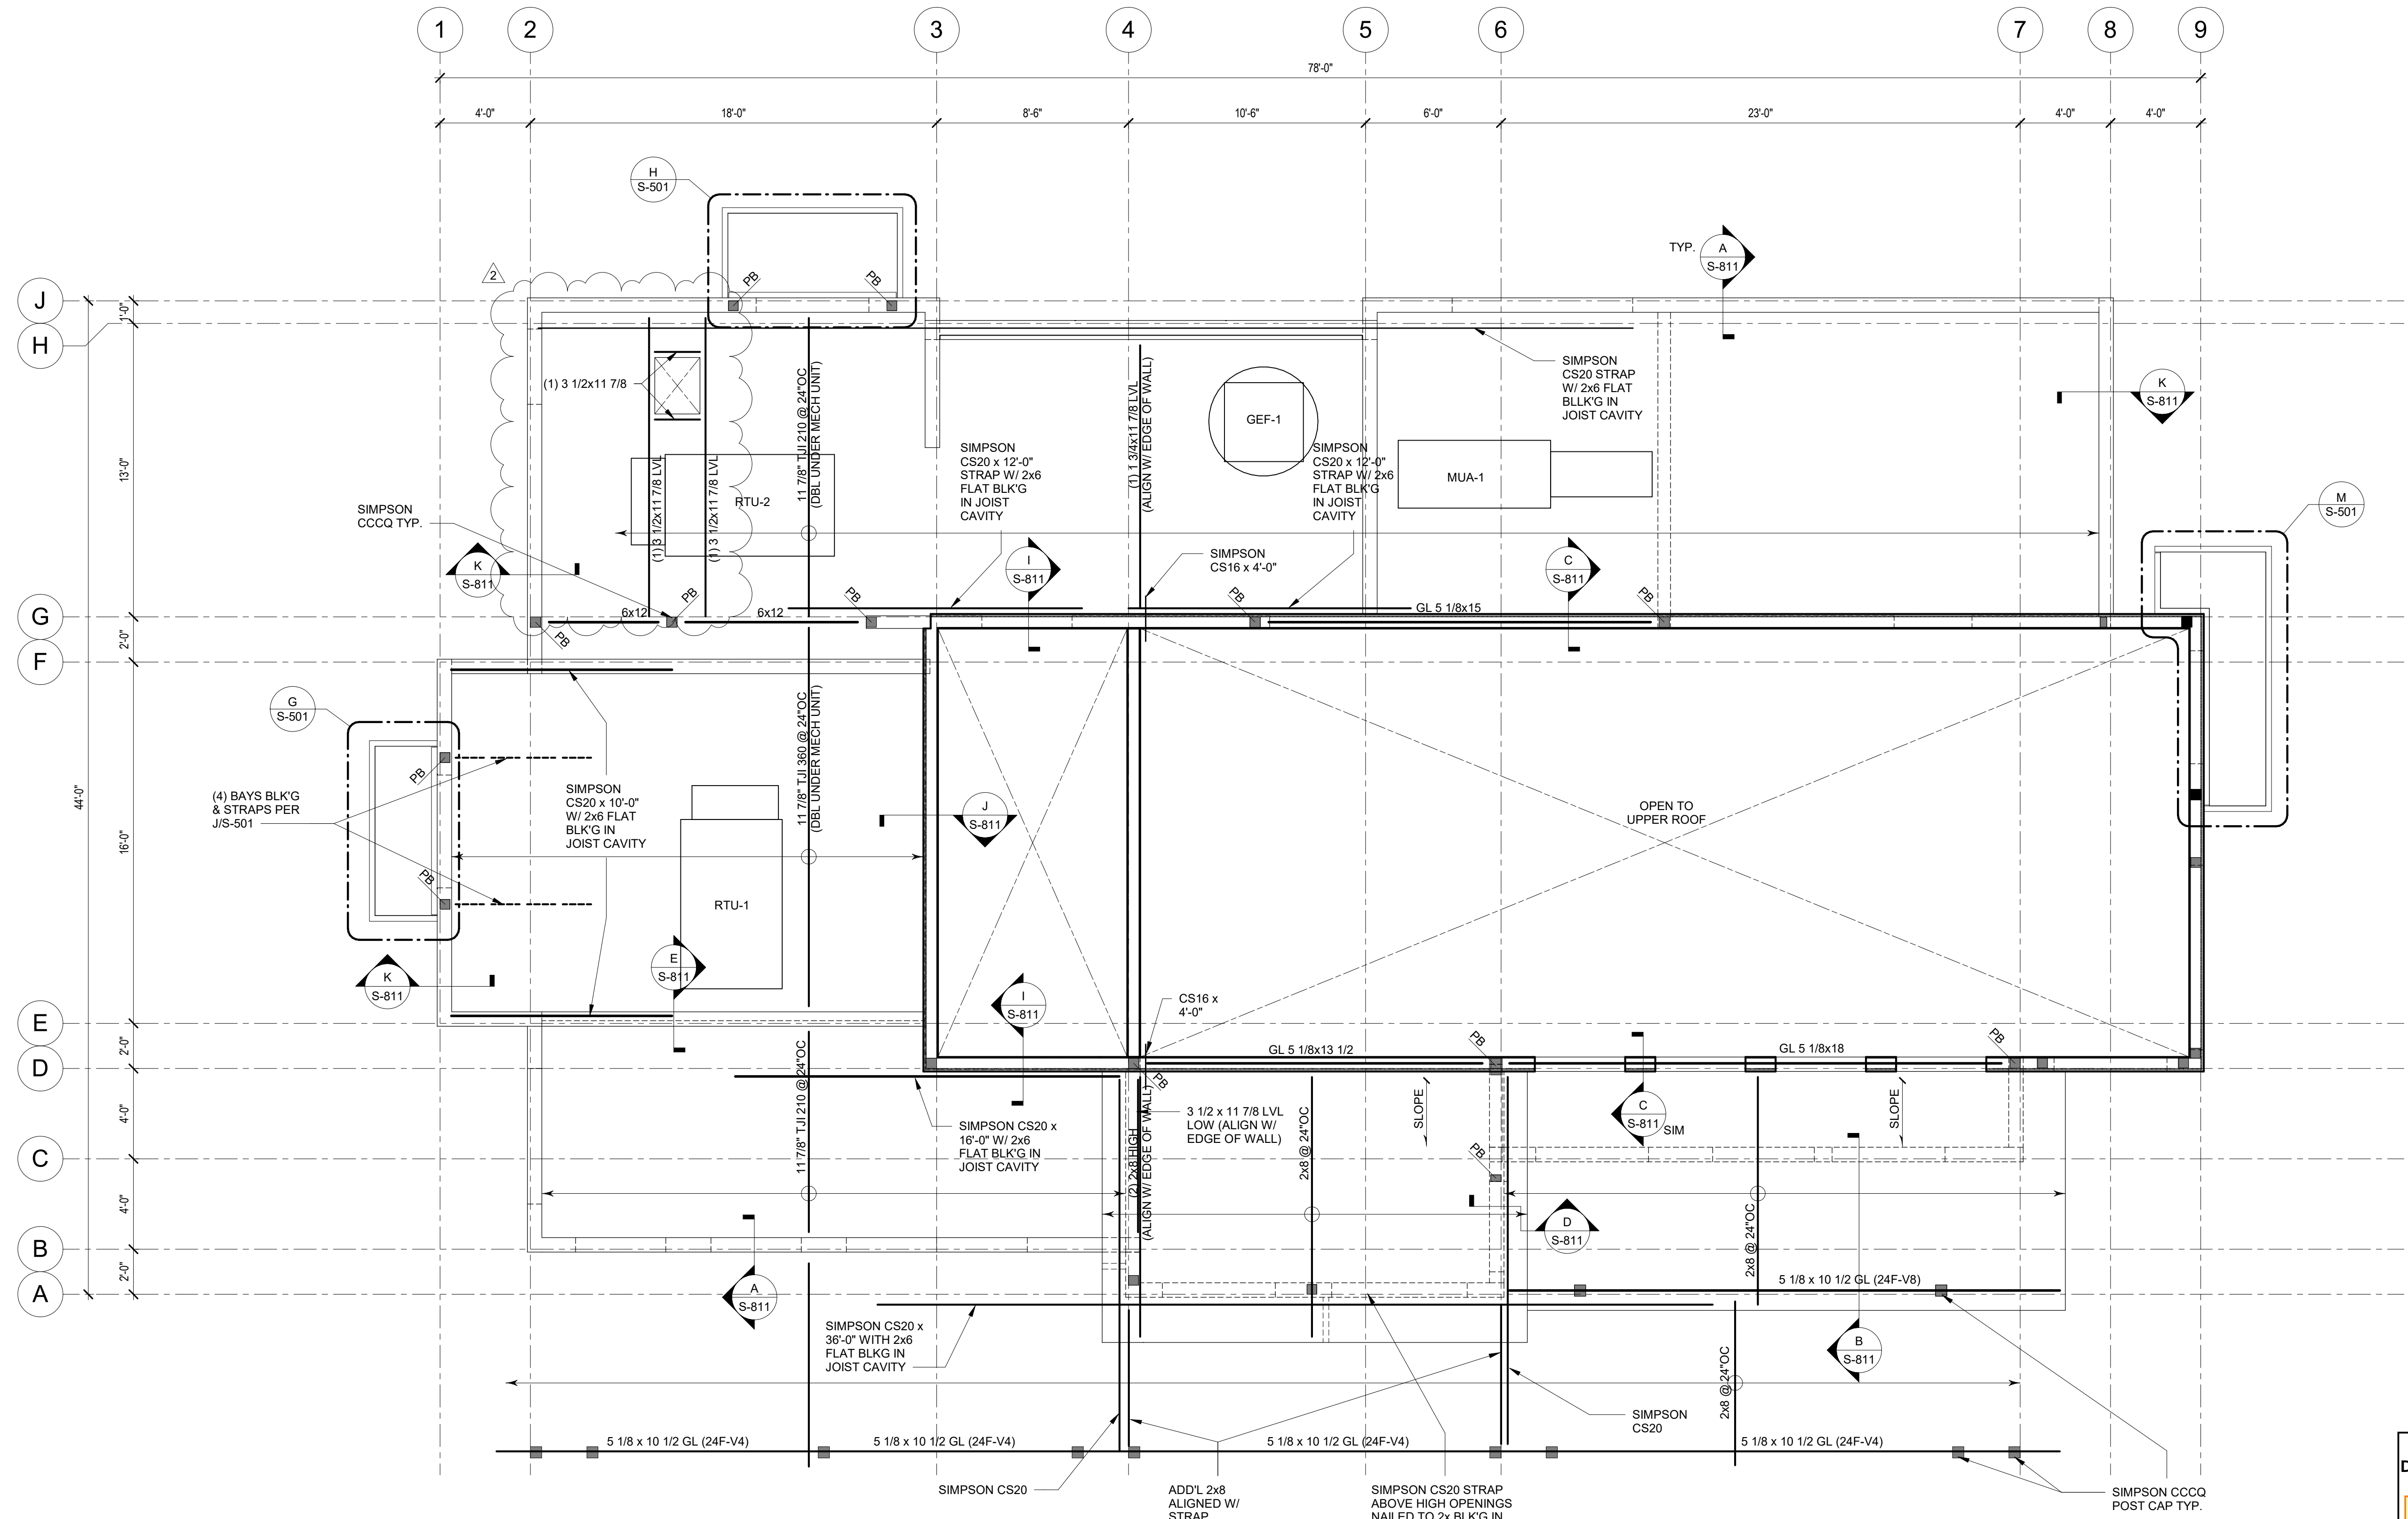 1
2
3
4
5
6
7
8
9
78'-0"
4'-0"
18'-0"
8'-6"
10'-6"
6'-0"
23'-0"
4'-0"
4'-0"
H
S-501
TYP.
A
S-811
2
PB
PB
J
H
G
F
E
D
C
B
A
1'-0"
13'-0"
2'-0"
16'-0"
2'-0"
4'-0"
4'-0"
2'-0"
44'-0"
(1) 3 1/2x11 7/8
11 7/8" TJI 210 @ 24"OC
(DBL UNDER MECH UNIT)
(1) 1 3/4x11 7/8 LVL
(ALIGN W/ EDGE OF WALL)
GEF-1
SIMPSON
CS20 STRAP
W/ 2x6 FLAT
BLLK'G IN
JOIST CAVITY
K
S-811
SIMPSON
CS20 x 12'-0"
STRAP W/ 2x6
FLAT BLK'G
IN JOIST
CAVITY
SIMPSON
CS20 x 12'-0"
STRAP W/ 2x6
FLAT BLK'G
IN JOIST
CAVITY
MUA-1
RTU-2
(1) 3 1/2x11 7/8 LVL
(1) 3 1/2x11 7/8 LVL
SIMPSON
CCCQ TYP.
M
S-501
K
S-811
I
S-811
SIMPSON
CS16 x 4'-0"
C
S-811
6x12
PB
6x12
PB
PB
PB
PB
GL 5 1/8x15
G
S-501
PB
11 7/8" TJI 360 @ 24"OC
(DBL UNDER MECH UNIT)
(4) BAYS BLK'G
& STRAPS PER
J/S-501
SIMPSON
CS20 x 10'-0"
W/ 2x6 FLAT
BLK'G IN
JOIST CAVITY
J
S-811
OPEN TO
UPPER ROOF
PB
RTU-1
E
S-811
K
S-811
I
S-811
CS16 x
4'-0"
GL 5 1/8x13 1/2
PB
GL 5 1/8x18
PB
PB
11 7/8" TJI 210 @ 24"OC
SIMPSON CS20 x
16'-0" W/ 2x6
FLAT BLK'G IN
JOIST CAVITY
(2) 2x8 HIGH
(ALIGN W/ EDGE OF WALL)
3 1/2 x 11 7/8 LVL
LOW (ALIGN W/
EDGE OF WALL)
2x8 @ 24"OC
SLOPE
C
S-811
SIM
SLOPE
PB
D
S-811
2x8 @ 24"OC
5 1/8 x 10 1/2 GL (24F-V8)
A
S-811
SIMPSON CS20 x
36'-0" WITH 2x6
FLAT BLKG IN
JOIST CAVITY
B
S-811
2x8 @ 24"OC
SIMPSON
CS20
5 1/8 x 10 1/2 GL (24F-V4)
5 1/8 x 10 1/2 GL (24F-V4)
5 1/8 x 10 1/2 GL (24F-V4)
5 1/8 x 10 1/2 GL (24F-V4)
SIMPSON CS20
ADD'L 2x8
ALIGNED W/
STRAP
SIMPSON CS20 STRAP
ABOVE HIGH OPENINGS
NAILED TO 2x BLK'G IN
SIMPSON CCCQ
POST CAP TYP.